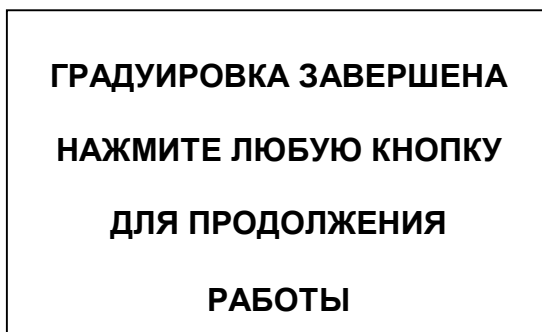 ГРАДУИРОВКА ЗАВЕРШЕНА
НАЖМИТЕ ЛЮБУЮ КНОПКУ
ДЛЯ ПРОДОЛЖЕНИЯ
РАБОТЫ